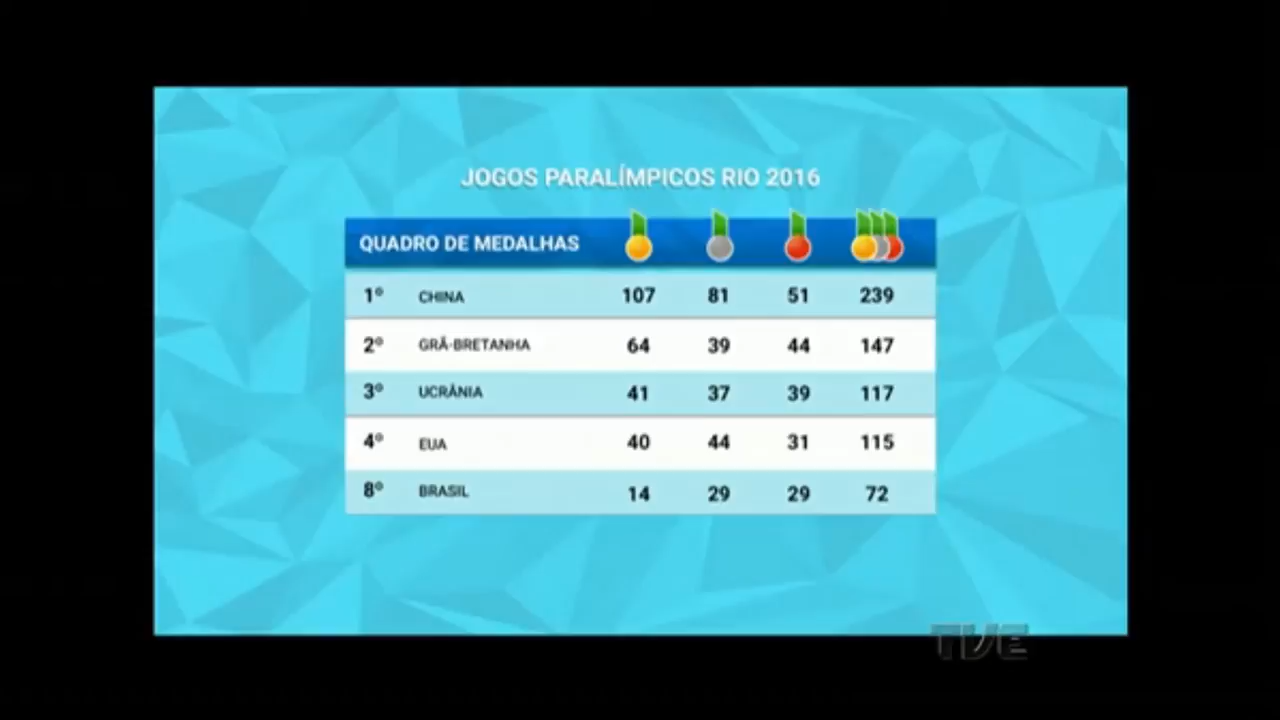 JOGOS PARALÍMPICOS RIO 2016
QUADRO DE MEDALHAS
1º CHINA 107 81 51 239
2º GRÃ-BRETANHA 64 39 44 147
3º UCRÂNIA 41 37 39 117
4º EUA 40 44 31 115
8º BRASIL 14 29 29 72
TVE